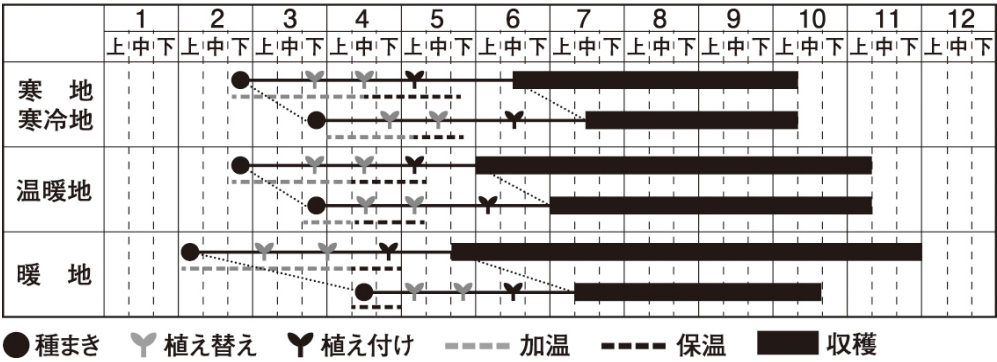 1 2 3 4 5 6 7 8 9 10 11 12
上 中 下 上 中 下 上 中 下 上 中 下 上 中 下 上 中 下 上 中 下 上 中 下 上 中 下 上 中 下 上 中 下 上 中 下
寒 地
寒冷地
温暖地
暖 地
種まき 植え替え 植え付け 加温 保温 収穫